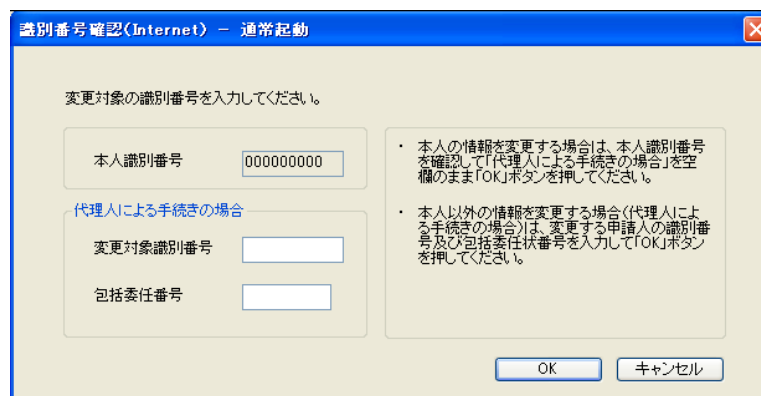 識別番号確認(Internet) － 通常起動
変更対象の識別番号を入力してください。
本人識別番号
000000000
代理人による手続きの場合
変更対象識別番号
包括委任番号
・ 本人の情報を変更する場合は、本人識別番号
を確認して「代理人による手続きの場合」を空
欄のまま「OK」ボタンを押してください。
・ 本人以外の情報を変更する場合(代理人によ
る手続きの場合)は、変更する申請人の識別番
号及び包括委任状番号を入力して「OK」ボタン
を押してください。
OK
キャンセル